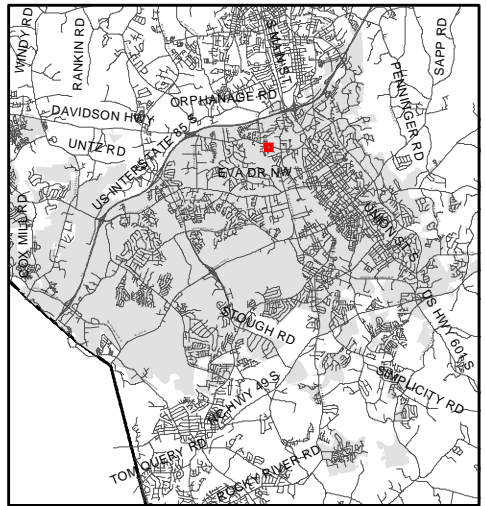 WINDY RD
RANKIN RD
S MAIN ST
SAPP RD
PENNINGER RD
ORPHANAGE RD
DAVIDSON HWY
UNTZ RD
US INTERSTATE 85 S
EVA DR NW
COX MILL RD
UNION ST S
US HWY 601 S
STOUGH RD
SIMPLICITY RD
NC HWY 49 S
TOM QUERY RD
ROCKY RIVER RD